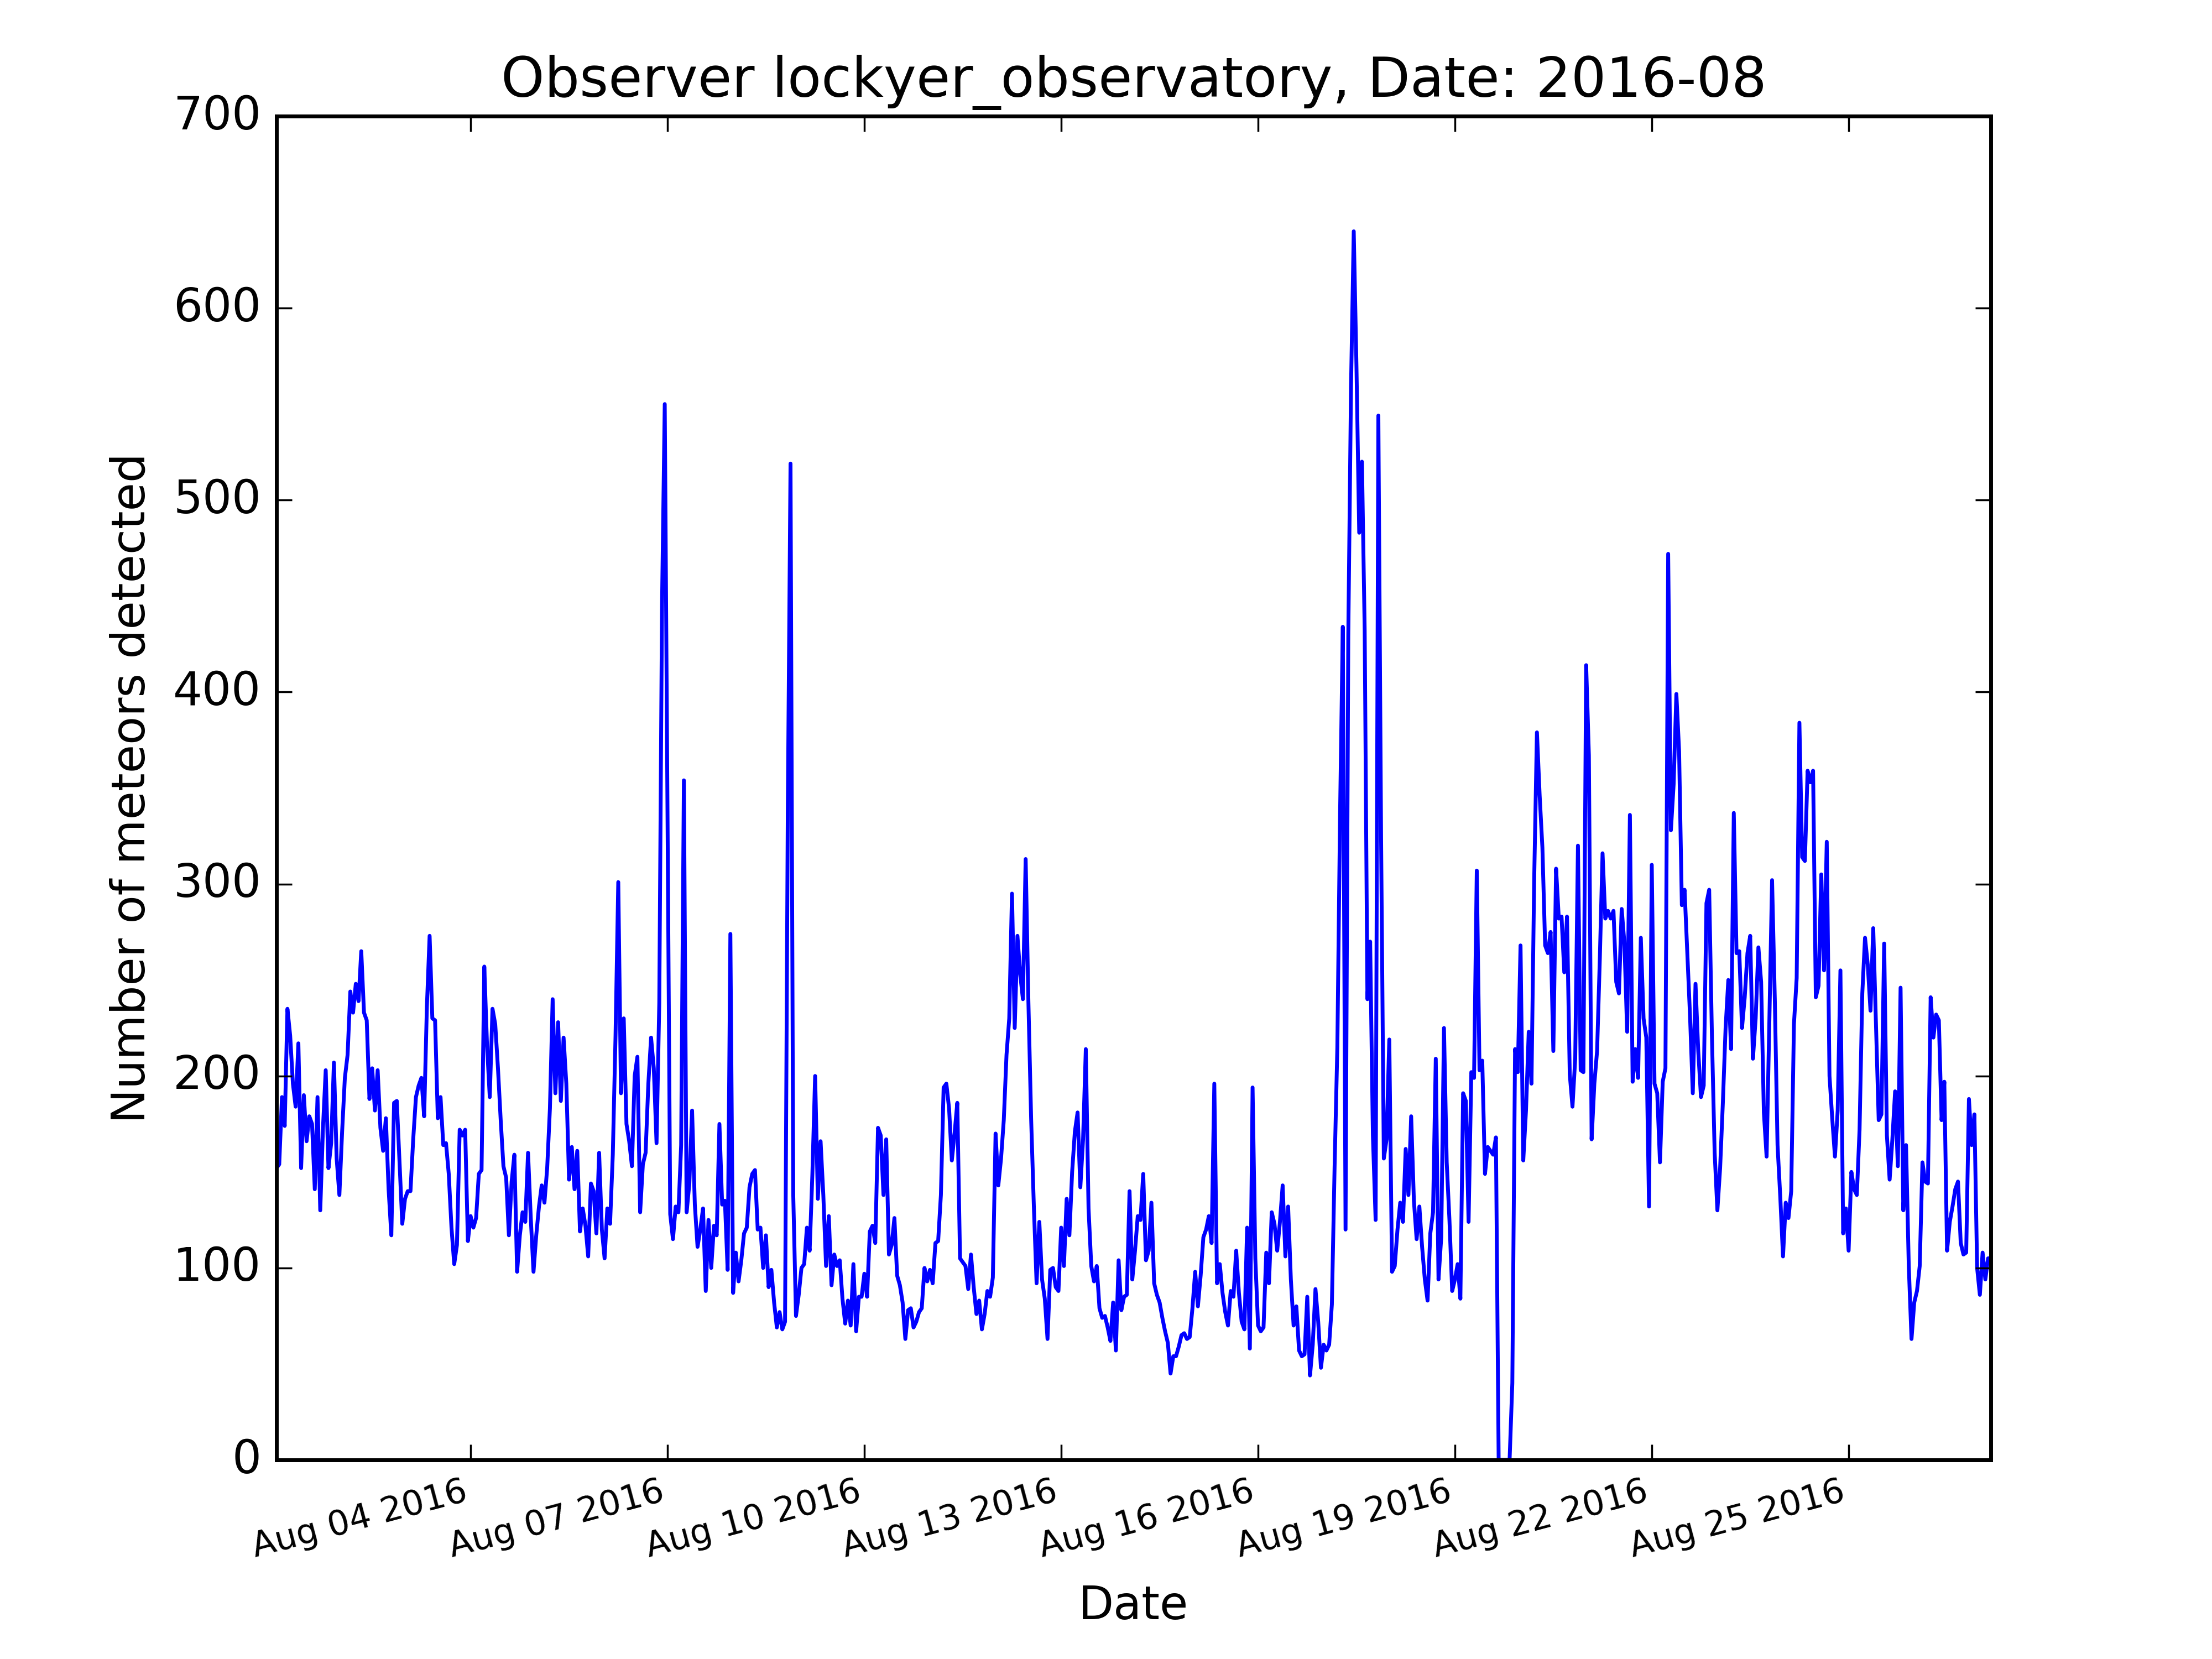 Observer lockyer_observatory, Date: 2016-08
Number of meteors detected
700
600
500
400
300
200
100
0
Aug 04 2016
Aug 07 2016
Aug 10 2016
Aug 13 2016
Aug 16 2016
Aug 19 2016
Aug 22 2016
Aug 25 2016
Date